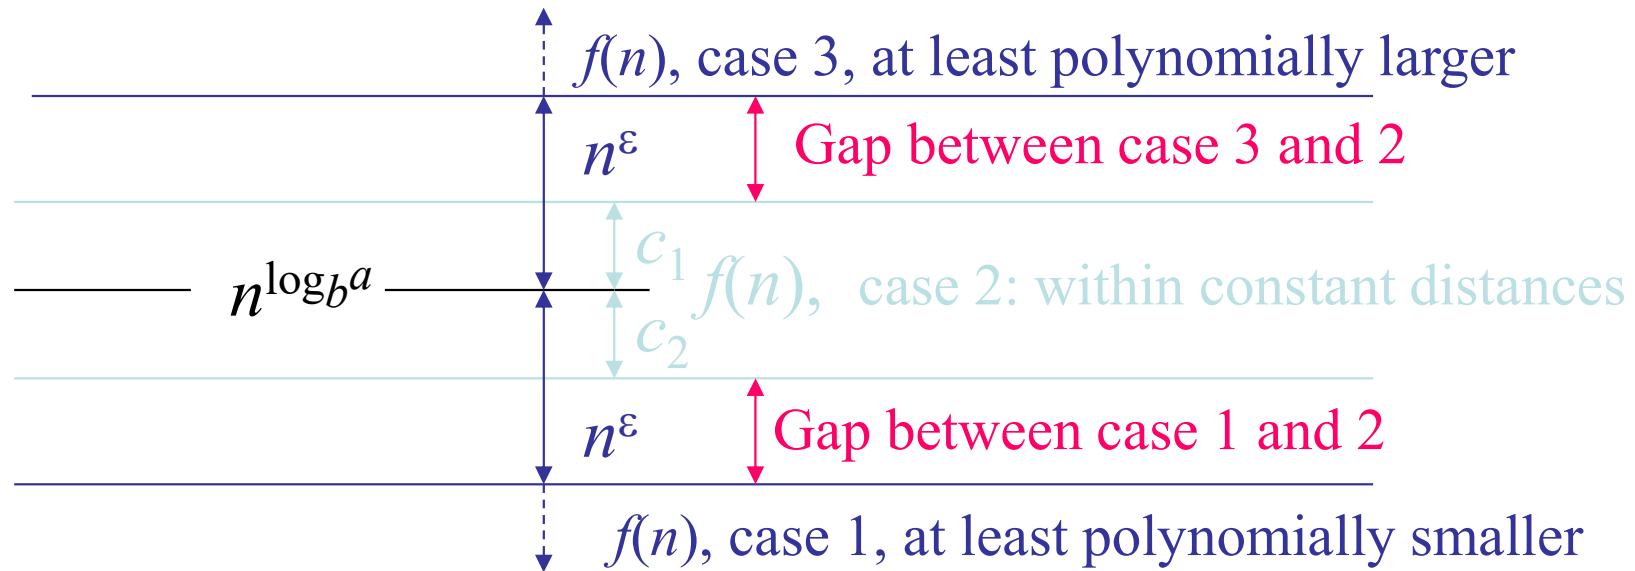 f(n), case 3, at least polynomially larger
nε
Gap between case 3 and 2
c1
nlogba
f(n), case 2: within constant distances
c2
nε
Gap between case 1 and 2
f(n), case 1, at least polynomially smaller